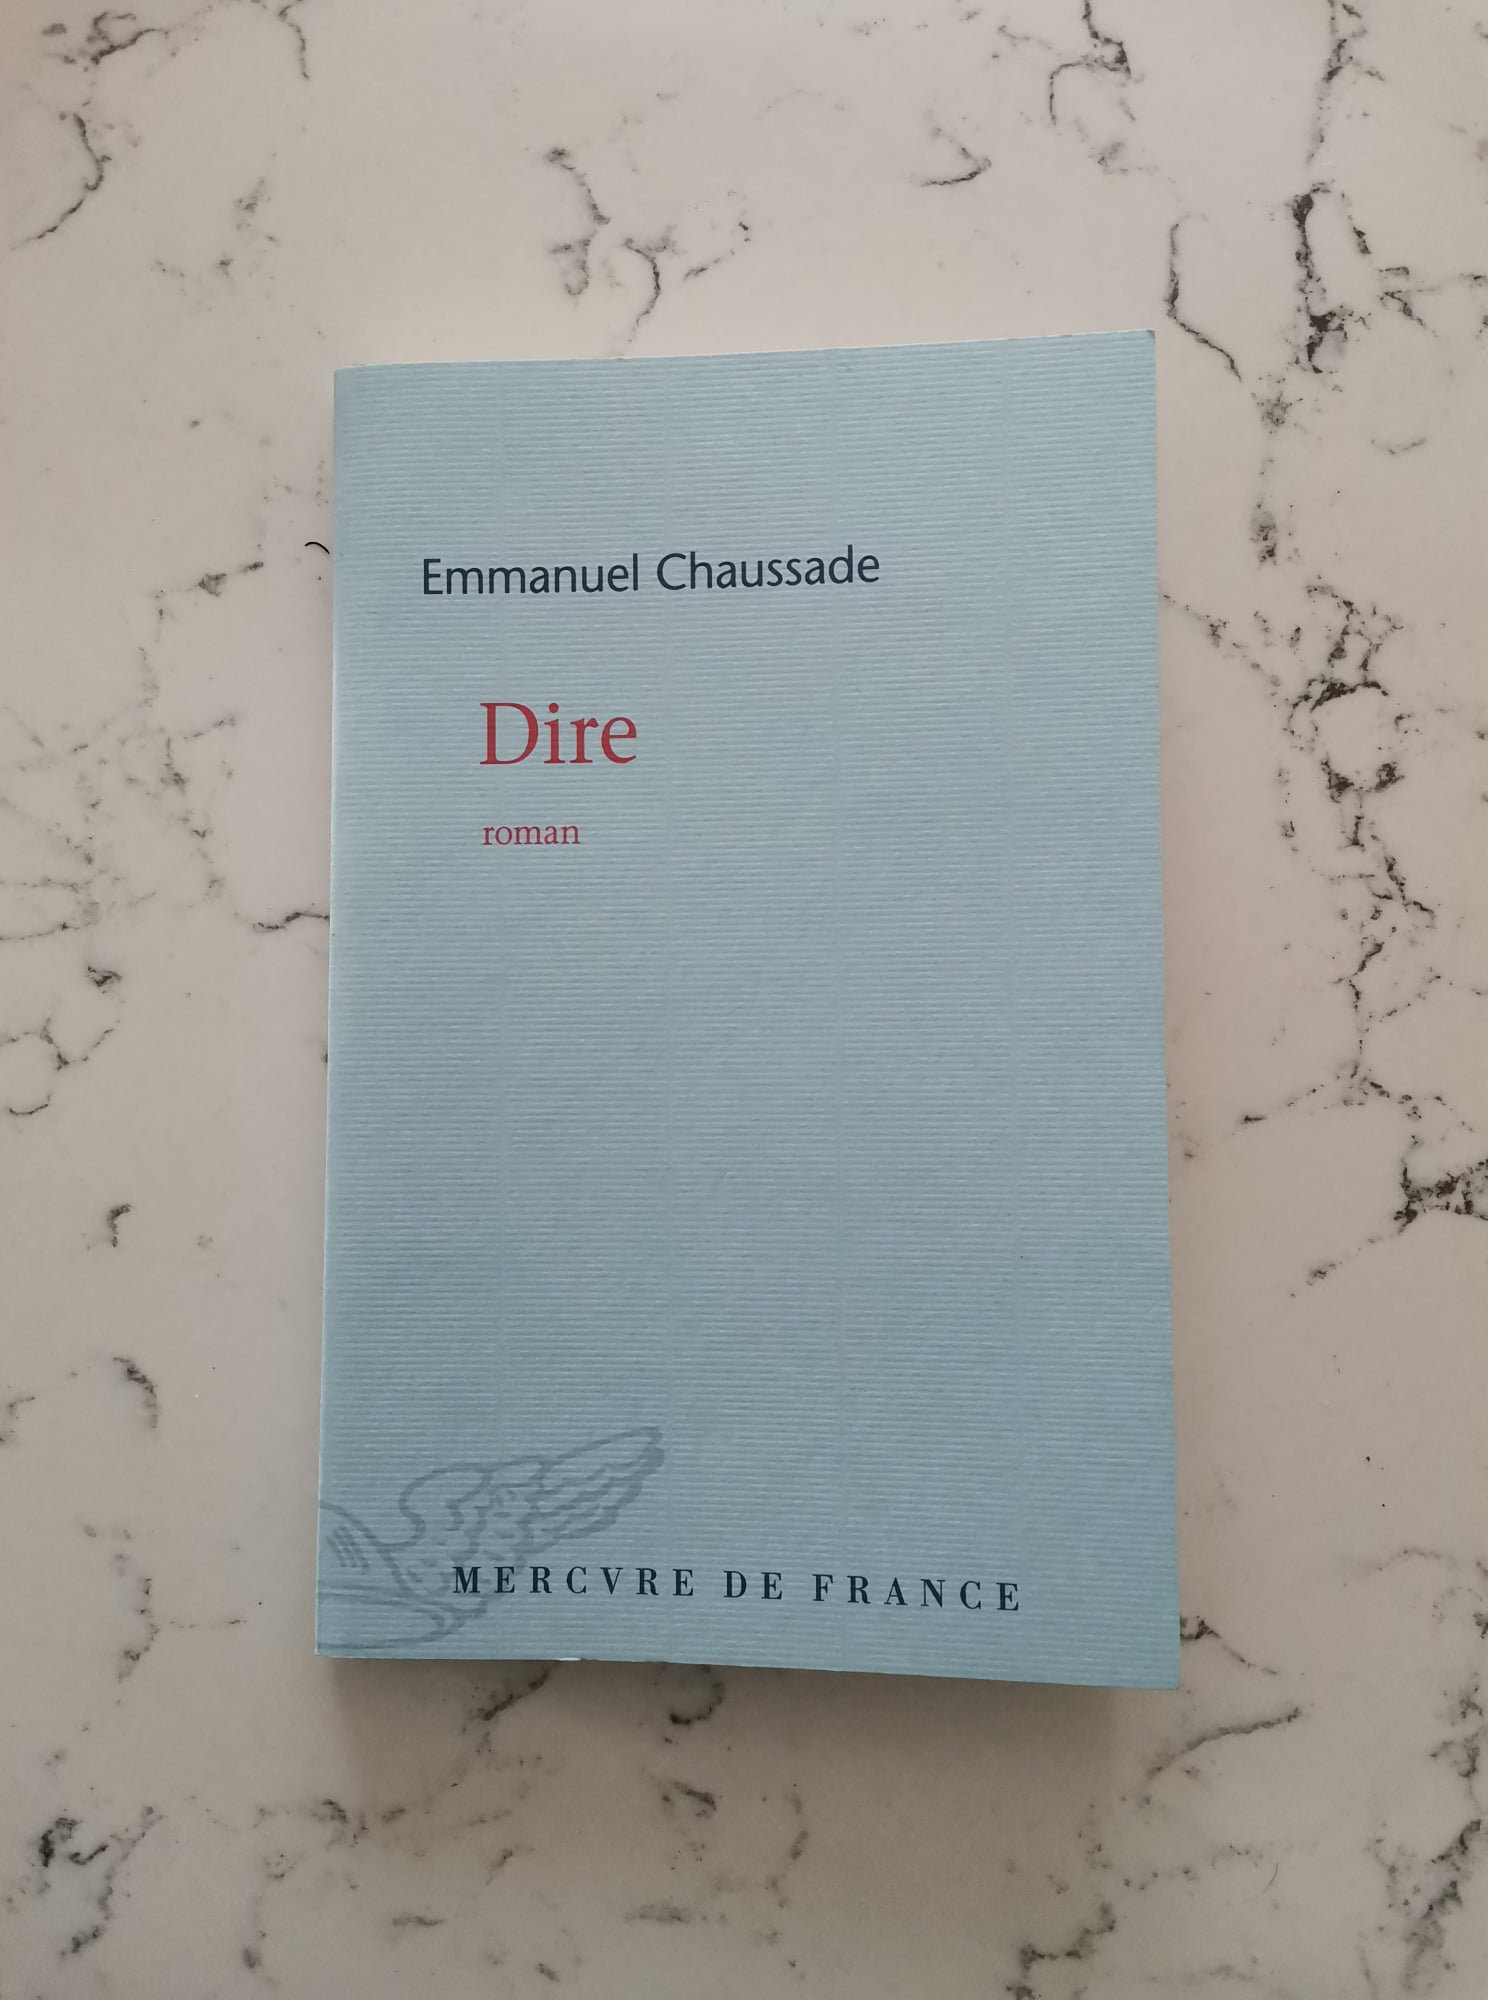 Emmanuel Chaussade
Dire
roman
MERCVRE DE FRANCE